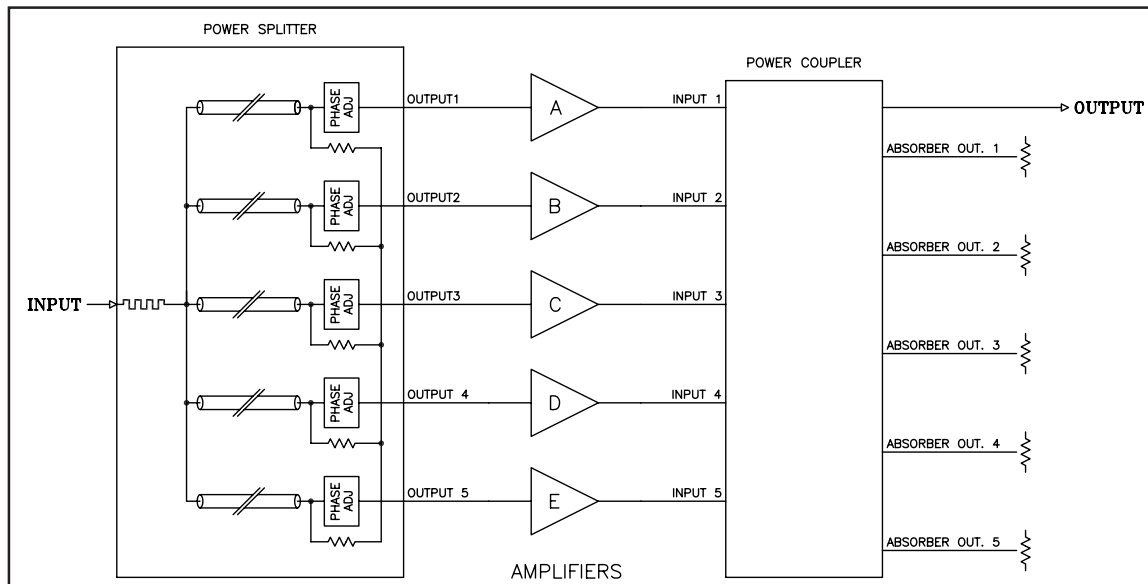 POWER SPLITTER
POWER COUPLER
PHASE
ADJ
OUTPUT1
A
INPUT 1
OUTPUT
ABSORBER OUT. 1
PHASE
ADJ
OUTPUT2
B
INPUT 2
ABSORBER OUT. 2
INPUT
PHASE
ADJ
OUTPUT3
C
INPUT 3
ABSORBER OUT. 3
PHASE
ADJ
OUTPUT 4
D
INPUT 4
ABSORBER OUT. 4
PHASE
ADJ
OUTPUT 5
E
INPUT 5
ABSORBER OUT. 5
AMPLIFIERS